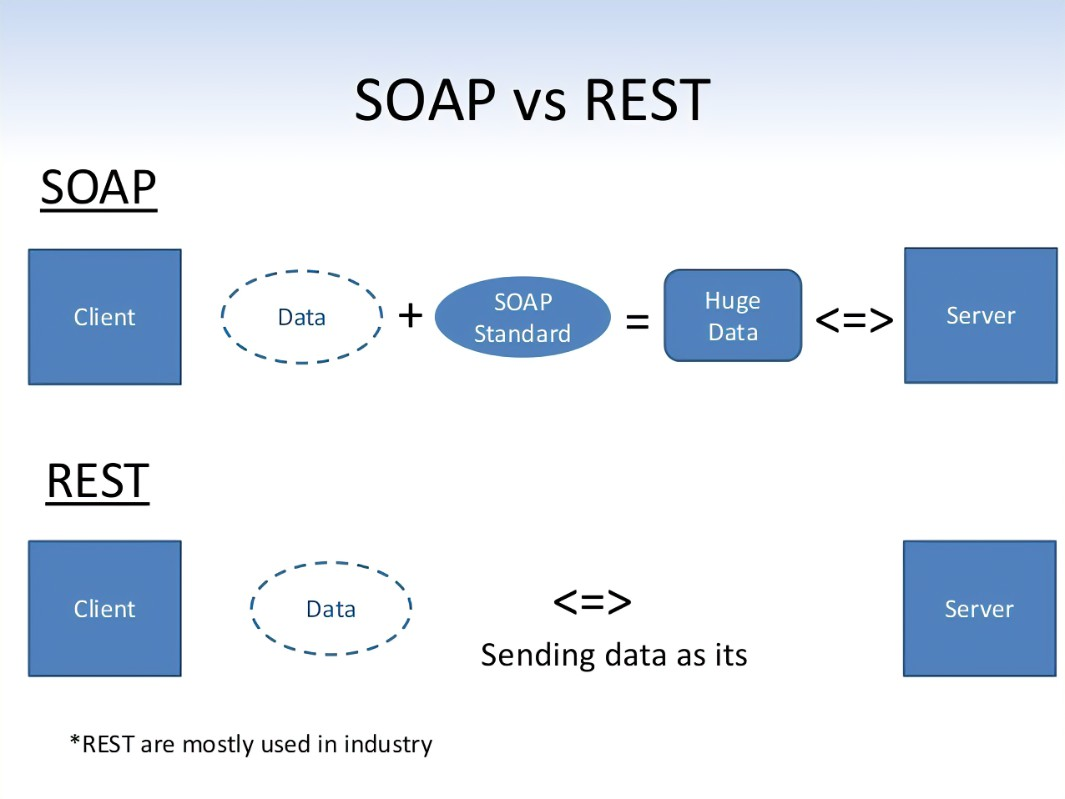 SOAP vs REST
SOAP
Client
Data
+
SOAP
Standard
=
Huge
Data
<=>
Server
REST
Client
Data
<=>
Sending data as its
Server
*REST are mostly used in industry